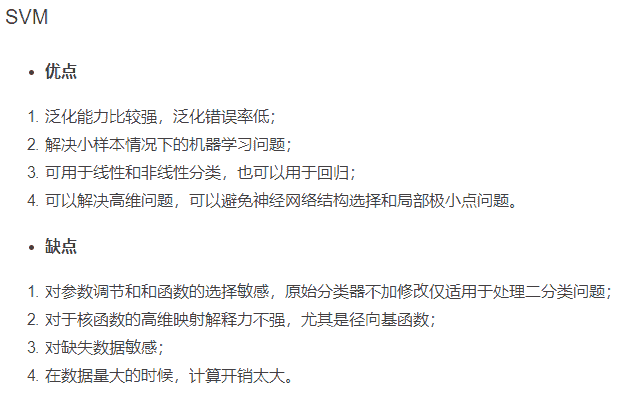 SVM
• 优点
1. 泛化能力比较强，泛化错误率低；
2. 解决小样本情况下的机器学习问题；
3. 可用于线性和非线性分类，也可以用于回归；
4. 可以解决高维问题，可以避免神经网络结构选择和局部极小点问题。
• 缺点
1. 对参数调节和和函数的选择敏感，原始分类器不加修改仅适用于处理二分类问题；
2. 对于核函数的高维映射解释力不强，尤其是径向基函数；
3. 对缺失数据敏感；
4. 在数据量大的时候，计算开销太大。